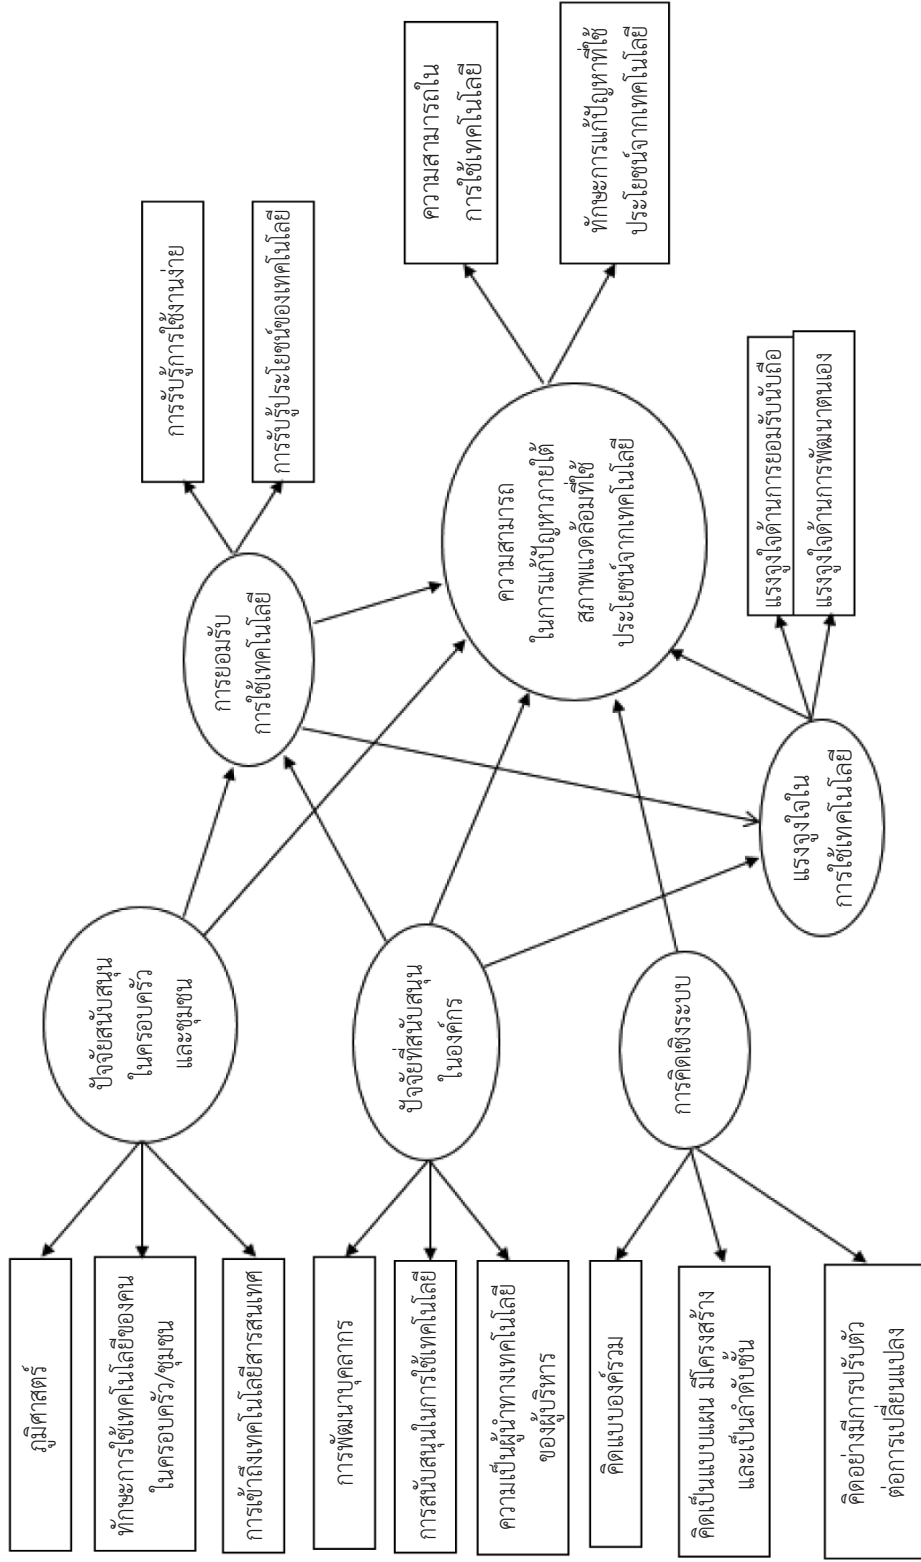 ภูมิศาสตร์
ทักษะการใช้เทคโนโลยีของคน
ในครอบครัว/ชุมชน
การเข้าถึงเทคโนโลยีสารสนเทศ
การพัฒนาบุคลากร
การสนับสนุนในการใช้เทคโนโลยี
ความเป็นผู้นำทางเทคโนโลยี
ของผู้บริหาร
คิดแบบองค์รวม
คิดเป็นแบบแผน มีโครงสร้าง
และเป็นลำดับชั้น
คิดอย่างมีการปรับตัว
ต่อการเปลี่ยนแปลง
ปัจจัยสนับสนุน
ในครอบครัว
และชุมชน
ปัจจัยที่สนับสนุน
ในองค์กร
การคิดเชิงระบบ
การยอมรับ
การใช้เทคโนโลยี
แรงจูงใจใน
การใช้เทคโนโลยี
ความสามารถ
ในการแก้ปัญหาภายใต้
สภาพแวดล้อมที่ใช้
ประโยชน์จากเทคโนโลยี
การรับรู้การใช้งานง่าย
การรับรู้ประโยชน์ของเทคโนโลยี
แรงจูงใจด้านการยอมรับนับถือ
แรงจูงใจด้านการพัฒนาตนเอง
ความสามารถใน
การใช้เทคโนโลยี
ทักษะการแก้ปัญหาที่ใช้
ประโยชน์จากเทคโนโลยี